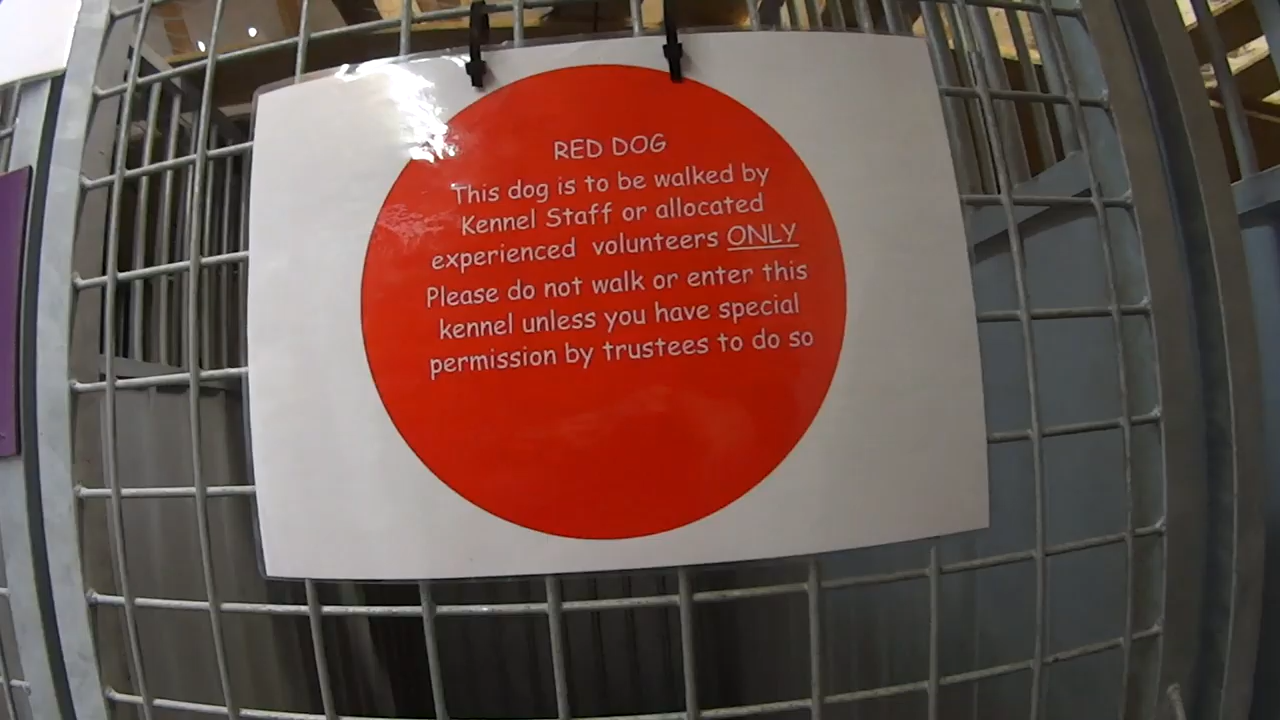 RED DOG
This dog is to be walked by
Kennel Staff or allocated
experienced volunteers ONLY
Please do not walk or enter this
kennel unless you have special
permission by trustees to do so